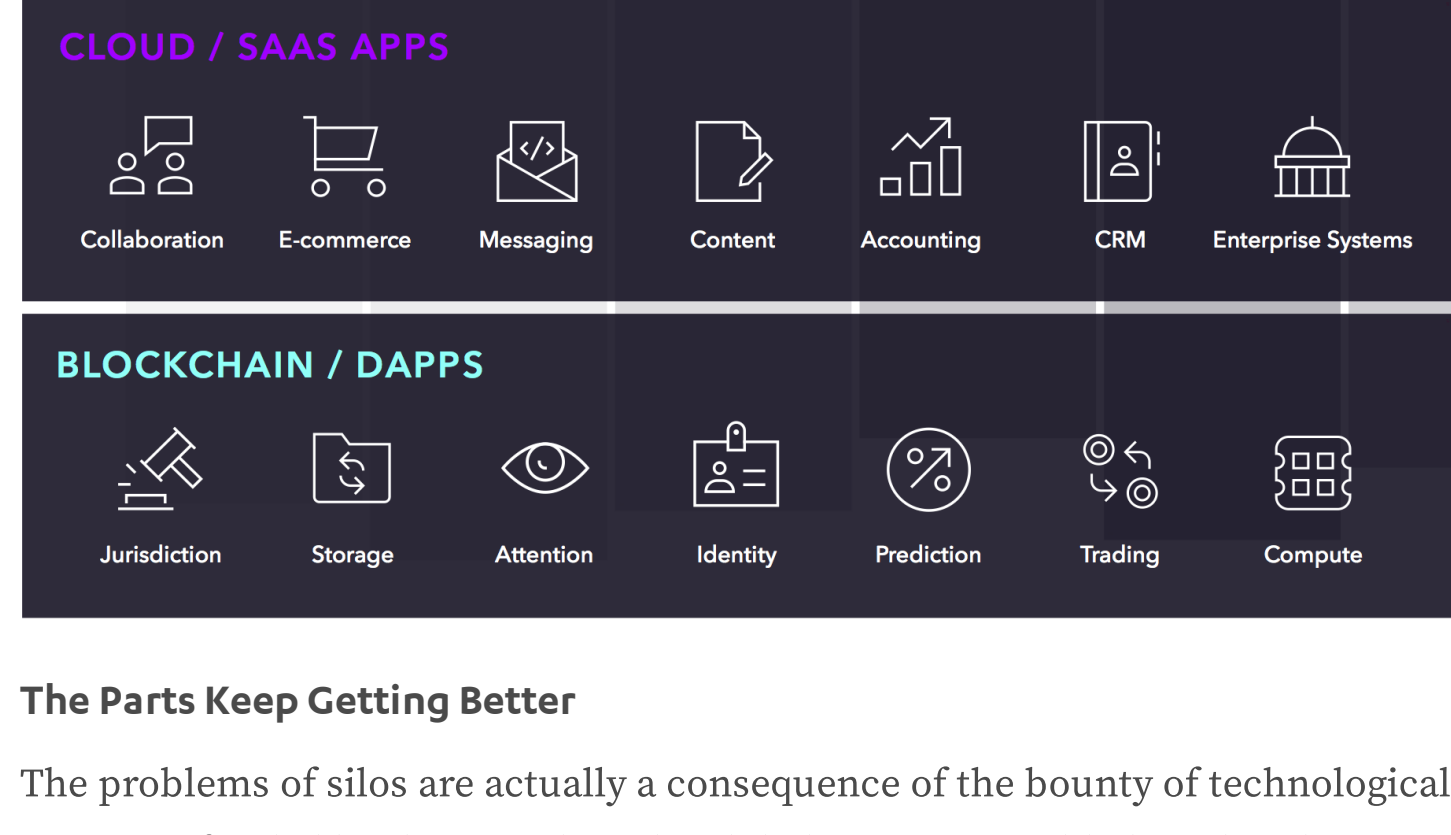 CLOUD / SAAS APPS
</>
Collaboration E-commerce Messaging Content Accounting CRM Enterprise Systems
BLOCKCHAIN / DAPPS
Jurisdiction Storage Attention Identity Prediction Trading Compute
The Parts Keep Getting Better
The problems of silos are actually a consequence of the bounty of technological